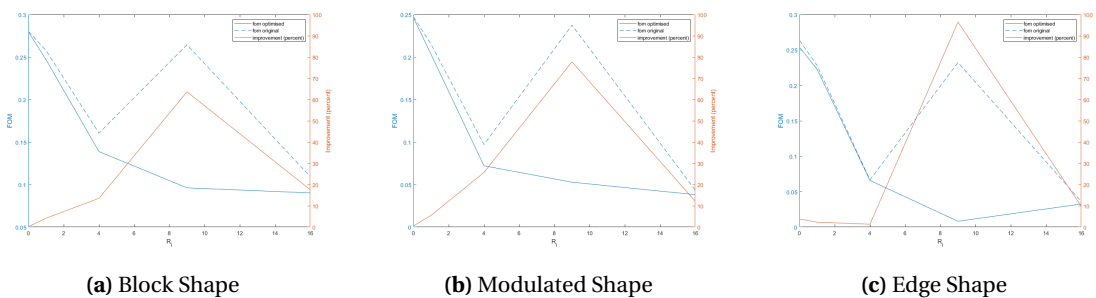 0.3
0.25
0.2
0.15
0.1
0.05
FOM
0 2 4 6 8 10 12 14 16
R_i
100
90
80
70
60
50
40
30
20
10
0
Improvement (percent)
fom optimised
fom original
improvement (percent)
(a) Block Shape
0.25
0.2
0.15
0.1
0.05
0
FOM
0 2 4 6 8 10 12 14 16
R_i
100
90
80
70
60
50
40
30
20
10
0
Improvement (percent)
fom optimised
fom original
improvement (percent)
(b) Modulated Shape
0.3
0.25
0.2
0.15
0.1
0.05
0
FOM
0 2 4 6 8 10 12 14 16
R_i
100
90
80
70
60
50
40
30
20
10
0
Improvement (percent)
fom optimised
fom original
improvement (percent)
(c) Edge Shape